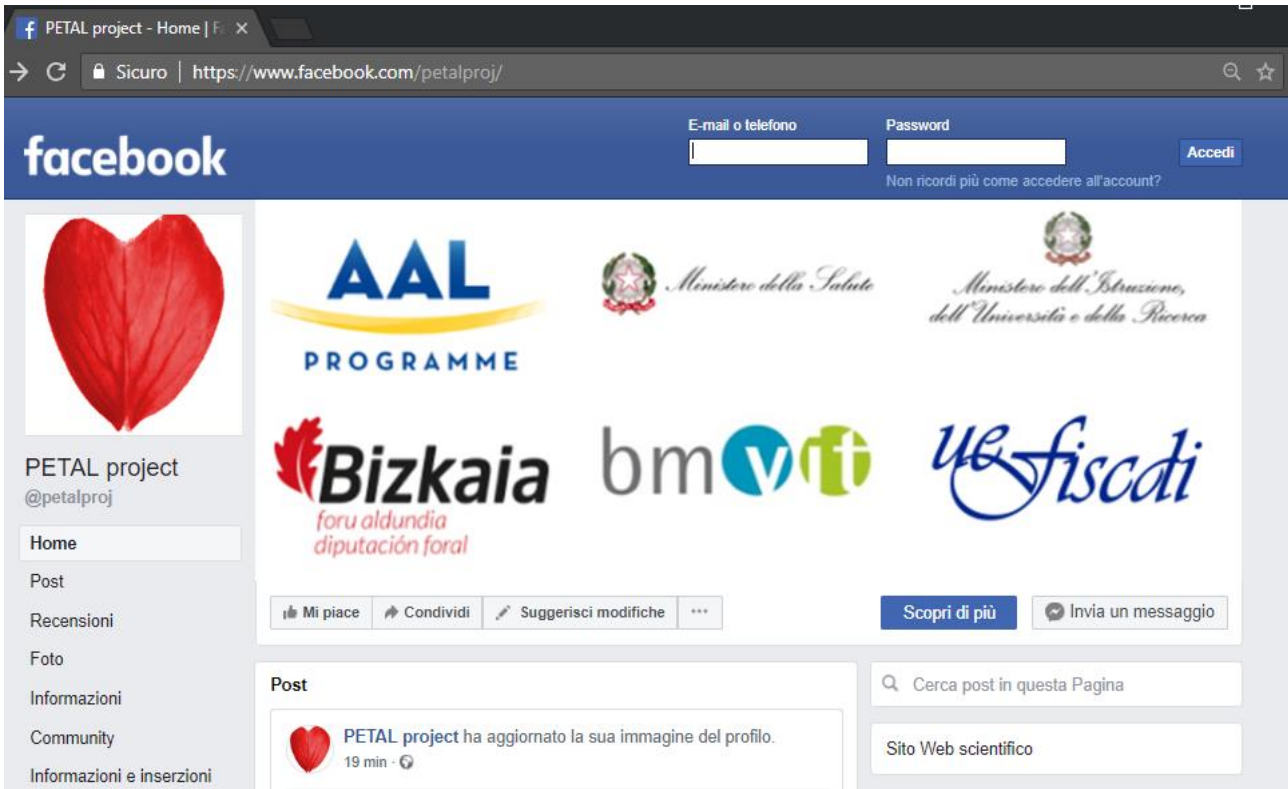 PETAL project - Home | Fa
Sicuro | https://www.facebook.com/petalproj/
facebook
E-mail o telefono
Password
Accedi
Non ricordi più come accedere all'account?
AAL
PROGRAMME
Ministero della Salute
Ministero dell'Istruzione,
dell'Università e della Ricerca
Bizkaia
foru aldundia
diputación foral
bmvit
uefiscdi
PETAL project
@petalproj
Home
Post
Recensioni
Foto
Informazioni
Community
Informazioni e inserzioni
Mi piace
Condividi
Suggerisci modifiche
Scopri di più
Invia un messaggio
Post
PETAL project ha aggiornato la sua immagine del profilo.
19 min ·
Cerca post in questa Pagina
Sito Web scientifico